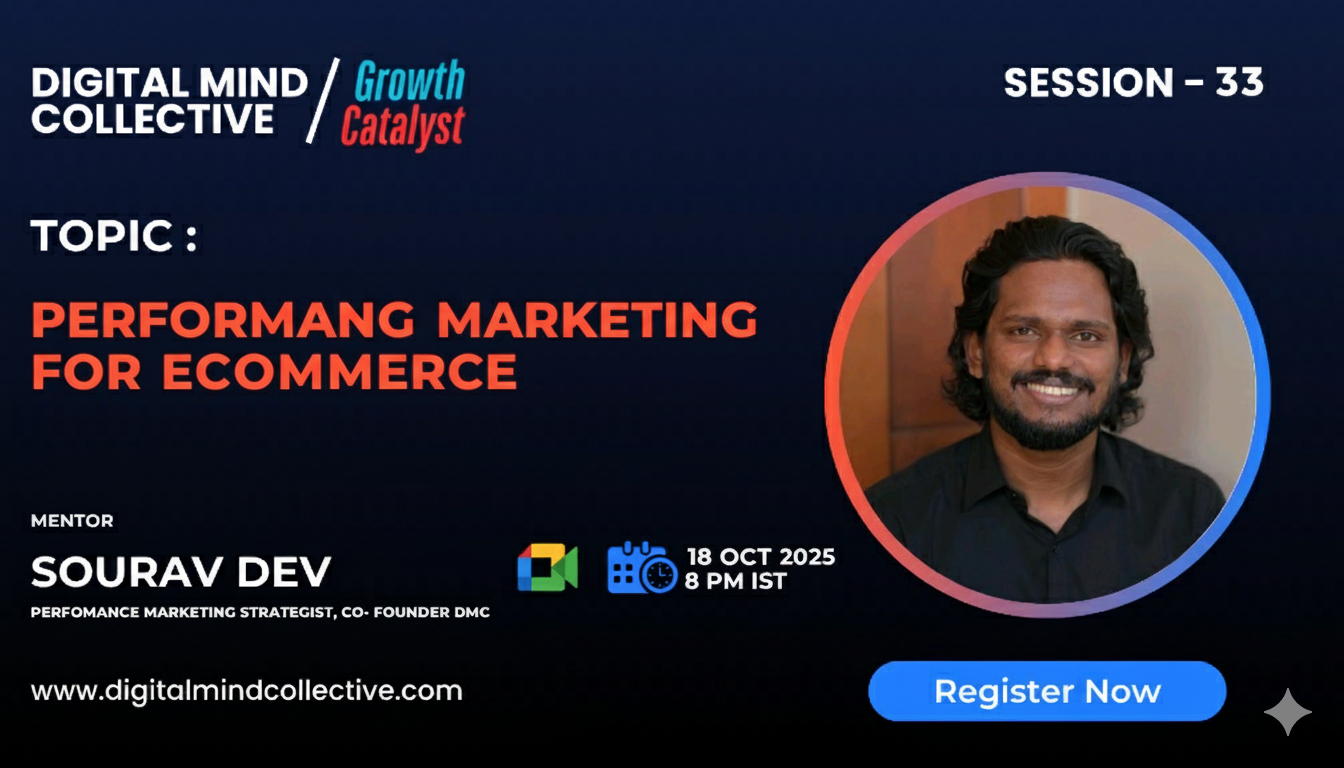 DIGITAL MIND
COLLECTIVE
Growth
Catalyst
SESSION – 33
TOPIC :
PERFORMANG MARKETING
FOR ECOMMERCE
MENTOR
SOURAV DEV
PERFOMANCE MARKETING STRATEGIST, CO- FOUNDER DMC
18 OCT 2025
8 PM IST
www.digitalmindcollective.com
Register Now